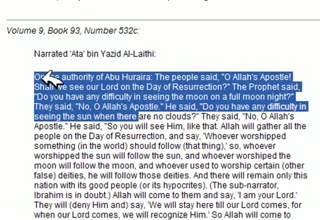 Volume 9, Book 93, Number 532c:
Narrated 'Ata' bin Yazid Al-Laithi:
On the authority of Abu Huraira: The people said, "O Allah's Apostle!
Shall we see our Lord on the Day of Resurrection?" The Prophet said,
"Do you have any difficulty in seeing the moon on a full moon night?"
They said, "No, O Allah's Apostle." He said, "Do you have any difficulty in
seeing the sun when there are no clouds?" They said, "No, O Allah's
Apostle." He said, "So you will see Him, like that. Allah will gather all the
people on the Day of Resurrection, and say, 'Whoever worshipped
something (in the world) should follow (that thing),' so, whoever
worshipped the sun will follow the sun, and whoever worshiped the
moon will follow the moon, and whoever used to worship certain (other
false) deities, he will follow those deities. And there will remain only this
nation with its good people (or its hypocrites). (The sub-narrator,
Ibrahim is in doubt.) Allah will come to them and say, 'I am your Lord.'
They will (deny Him and) say, 'We will stay here till our Lord comes, for
when our Lord comes, we will recognize Him.' So Allah will come to